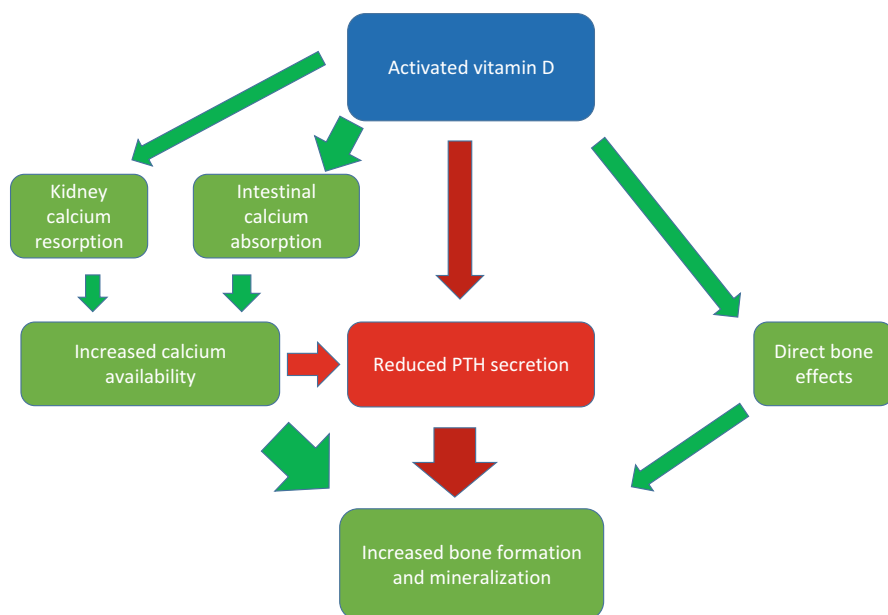 Activated vitamin D
Kidney
calcium
resorption
Intestinal
calcium
absorption
Increased calcium
availability
Reduced PTH secretion
Direct bone
effects
Increased bone formation
and mineralization